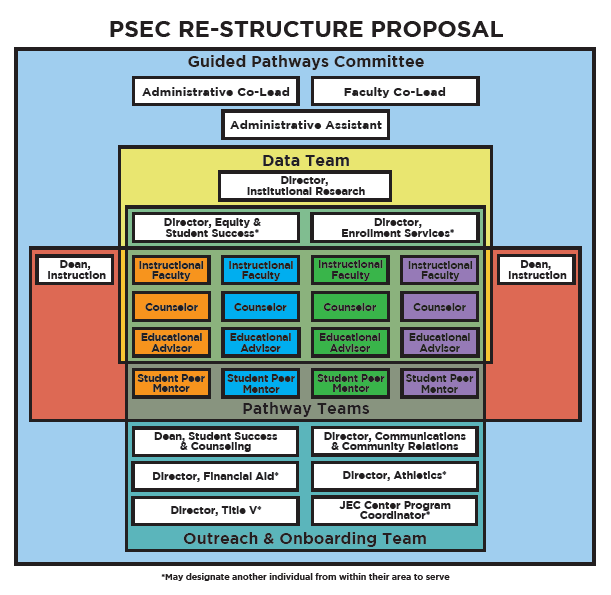 PSEC RE-STRUCTURE PROPOSAL
Guided Pathways Committee
Administrative Co-Lead
Faculty Co-Lead
Administrative Assistant
Data Team
Director,
Institutional Research
Director, Equity &
Student Success*
Director,
Enrollment Services*
Dean,
Instruction
Instructional
Faculty
Instructional
Faculty
Instructional
Faculty
Instructional
Faculty
Dean,
Instruction
Counselor
Counselor
Counselor
Counselor
Educational
Advisor
Educational
Advisor
Educational
Advisor
Educational
Advisor
Student Peer
Mentor
Student Peer
Mentor
Student Peer
Mentor
Student Peer
Mentor
Pathway Teams
Dean, Student Success
& Counseling
Director, Communications
& Community Relations
Director, Financial Aid*
Director, Athletics*
Director, Title V*
JEC Center Program
Coordinator*
Outreach & Onboarding Team
*May designate another individual from within their area to serve